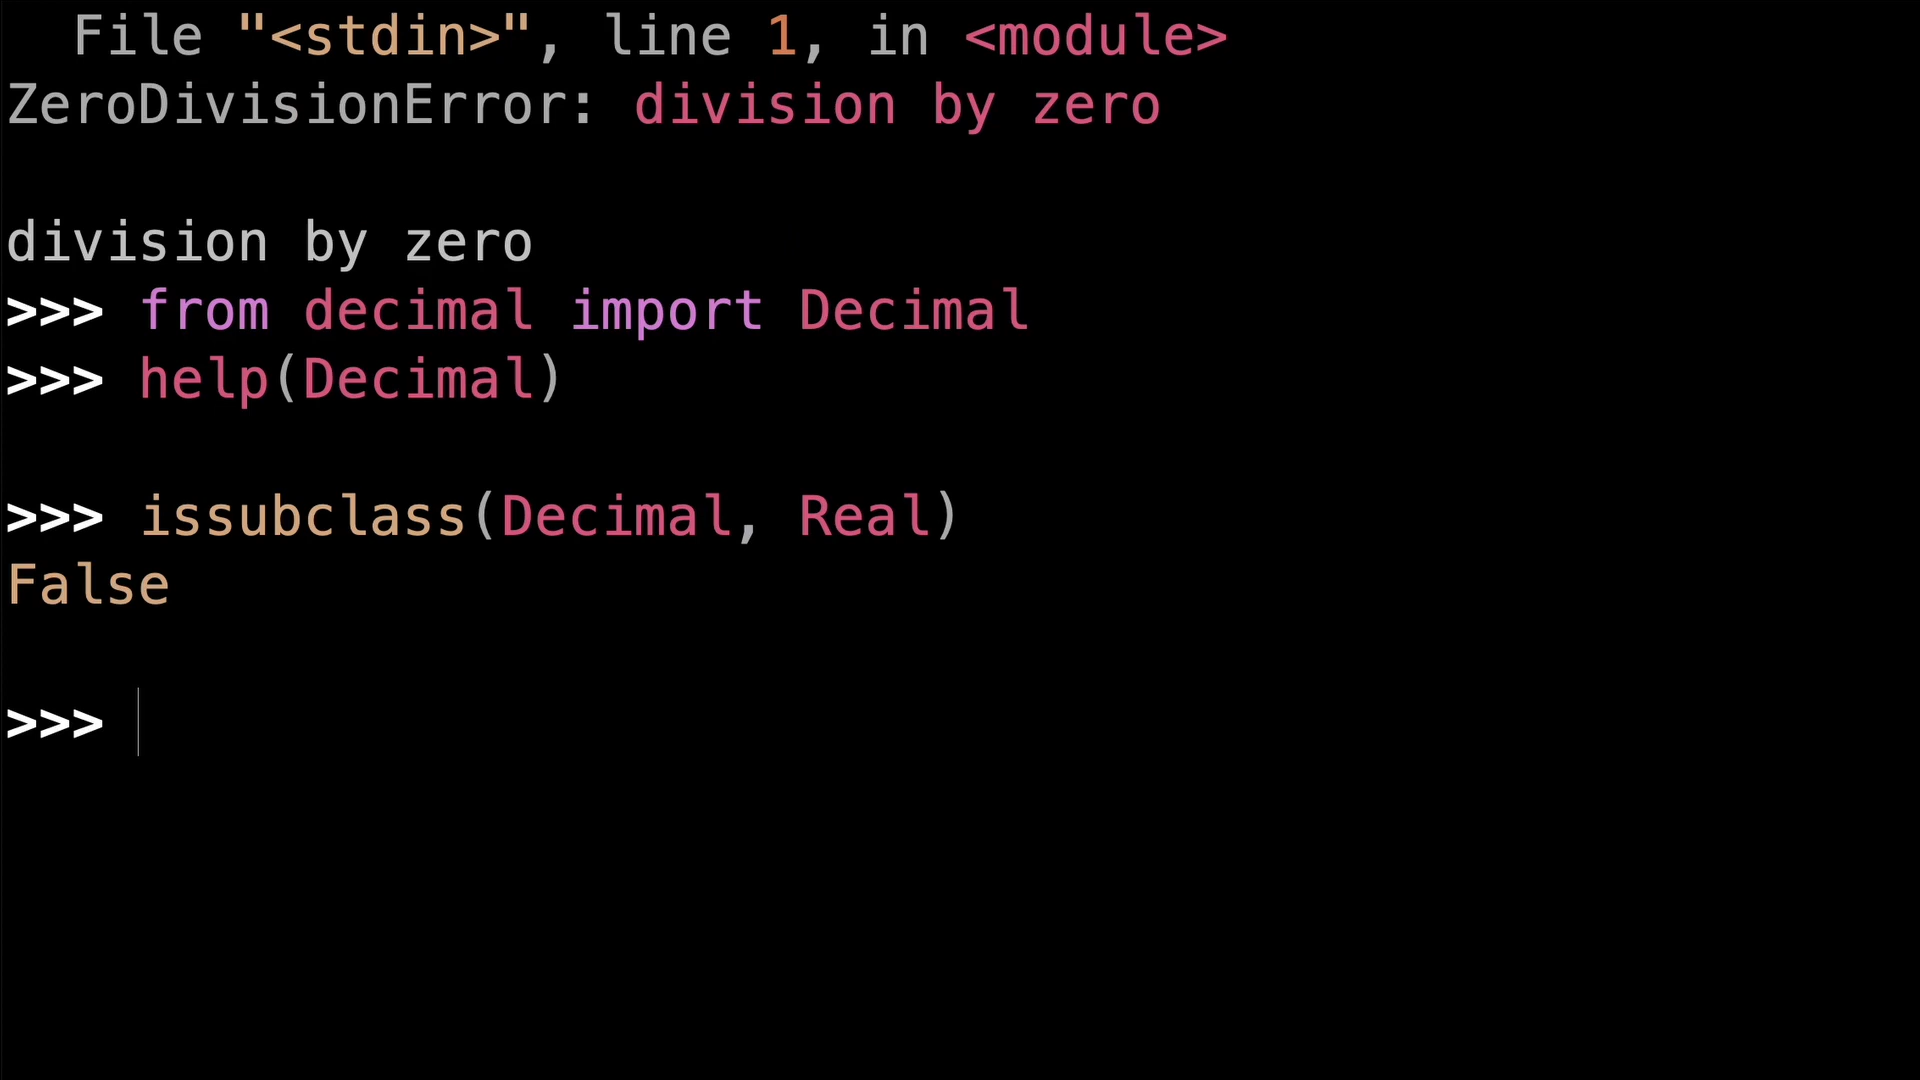 File "<stdin>", line 1, in <module>
ZeroDivisionError: division by zero
division by zero
>>> from decimal import Decimal
>>> help(Decimal)
>>> issubclass(Decimal, Real)
False
>>>